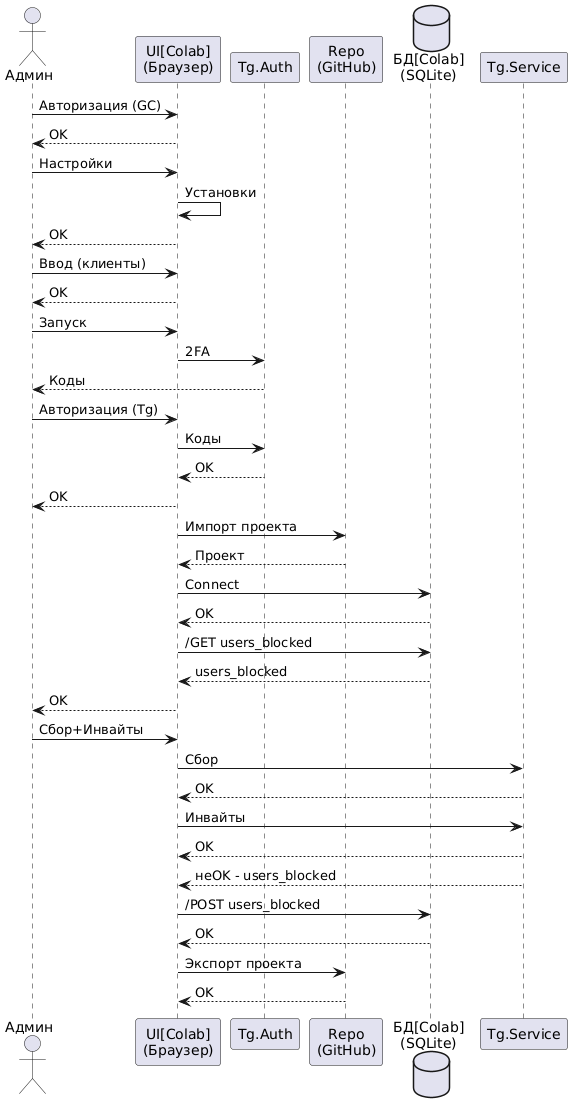 Админ
UI[Colab]
(Браузер)
Tg.Auth
Repo
(GitHub)
БД[Colab]
(SQLite)
Tg.Service
Авторизация (GC)
OK
Настройки
Установки
OK
Ввод (клиенты)
OK
Запуск
2FA
Коды
Авторизация (Tg)
Коды
OK
OK
Импорт проекта
Проект
Connect
OK
/GET users_blocked
users_blocked
OK
Сбор+Инвайты
Сбор
OK
Инвайты
OK
неOK - users_blocked
/POST users_blocked
OK
Экспорт проекта
OK
Админ
UI[Colab]
(Браузер)
Tg.Auth
Repo
(GitHub)
БД[Colab]
(SQLite)
Tg.Service